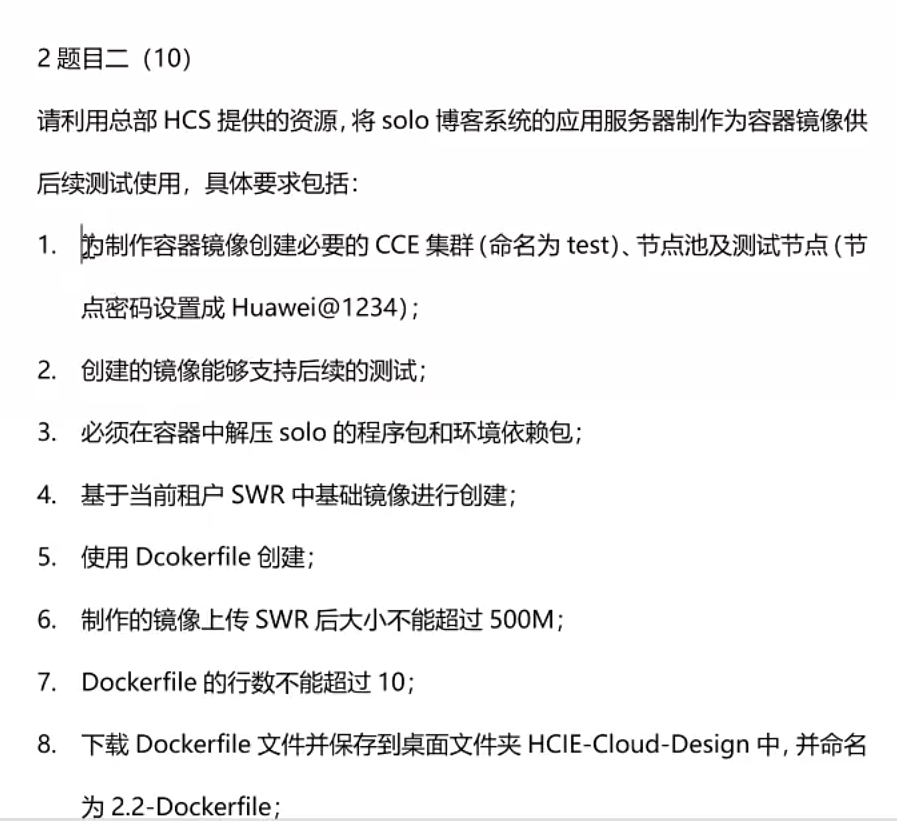 2 题目二（10）
请利用总部 HCS 提供的资源，将 solo 博客系统的应用服务器制作为容器镜像供
后续测试使用，具体要求包括：
1. 为制作容器镜像创建必要的 CCE 集群（命名为 test）、节点池及测试节点（节
点密码设置成 Huawei@1234）；
2. 创建的镜像能够支持后续的测试；
3. 必须在容器中解压 solo 的程序包和环境依赖包；
4. 基于当前租户 SWR 中基础镜像进行创建；
5. 使用 Dcokerfile 创建；
6. 制作的镜像上传 SWR 后大小不能超过 500M；
7. Dockerfile 的行数不能超过 10；
8. 下载 Dockerfile 文件并保存到桌面文件夹 HCIE-Cloud-Design 中，并命名
为 2.2-Dockerfile；